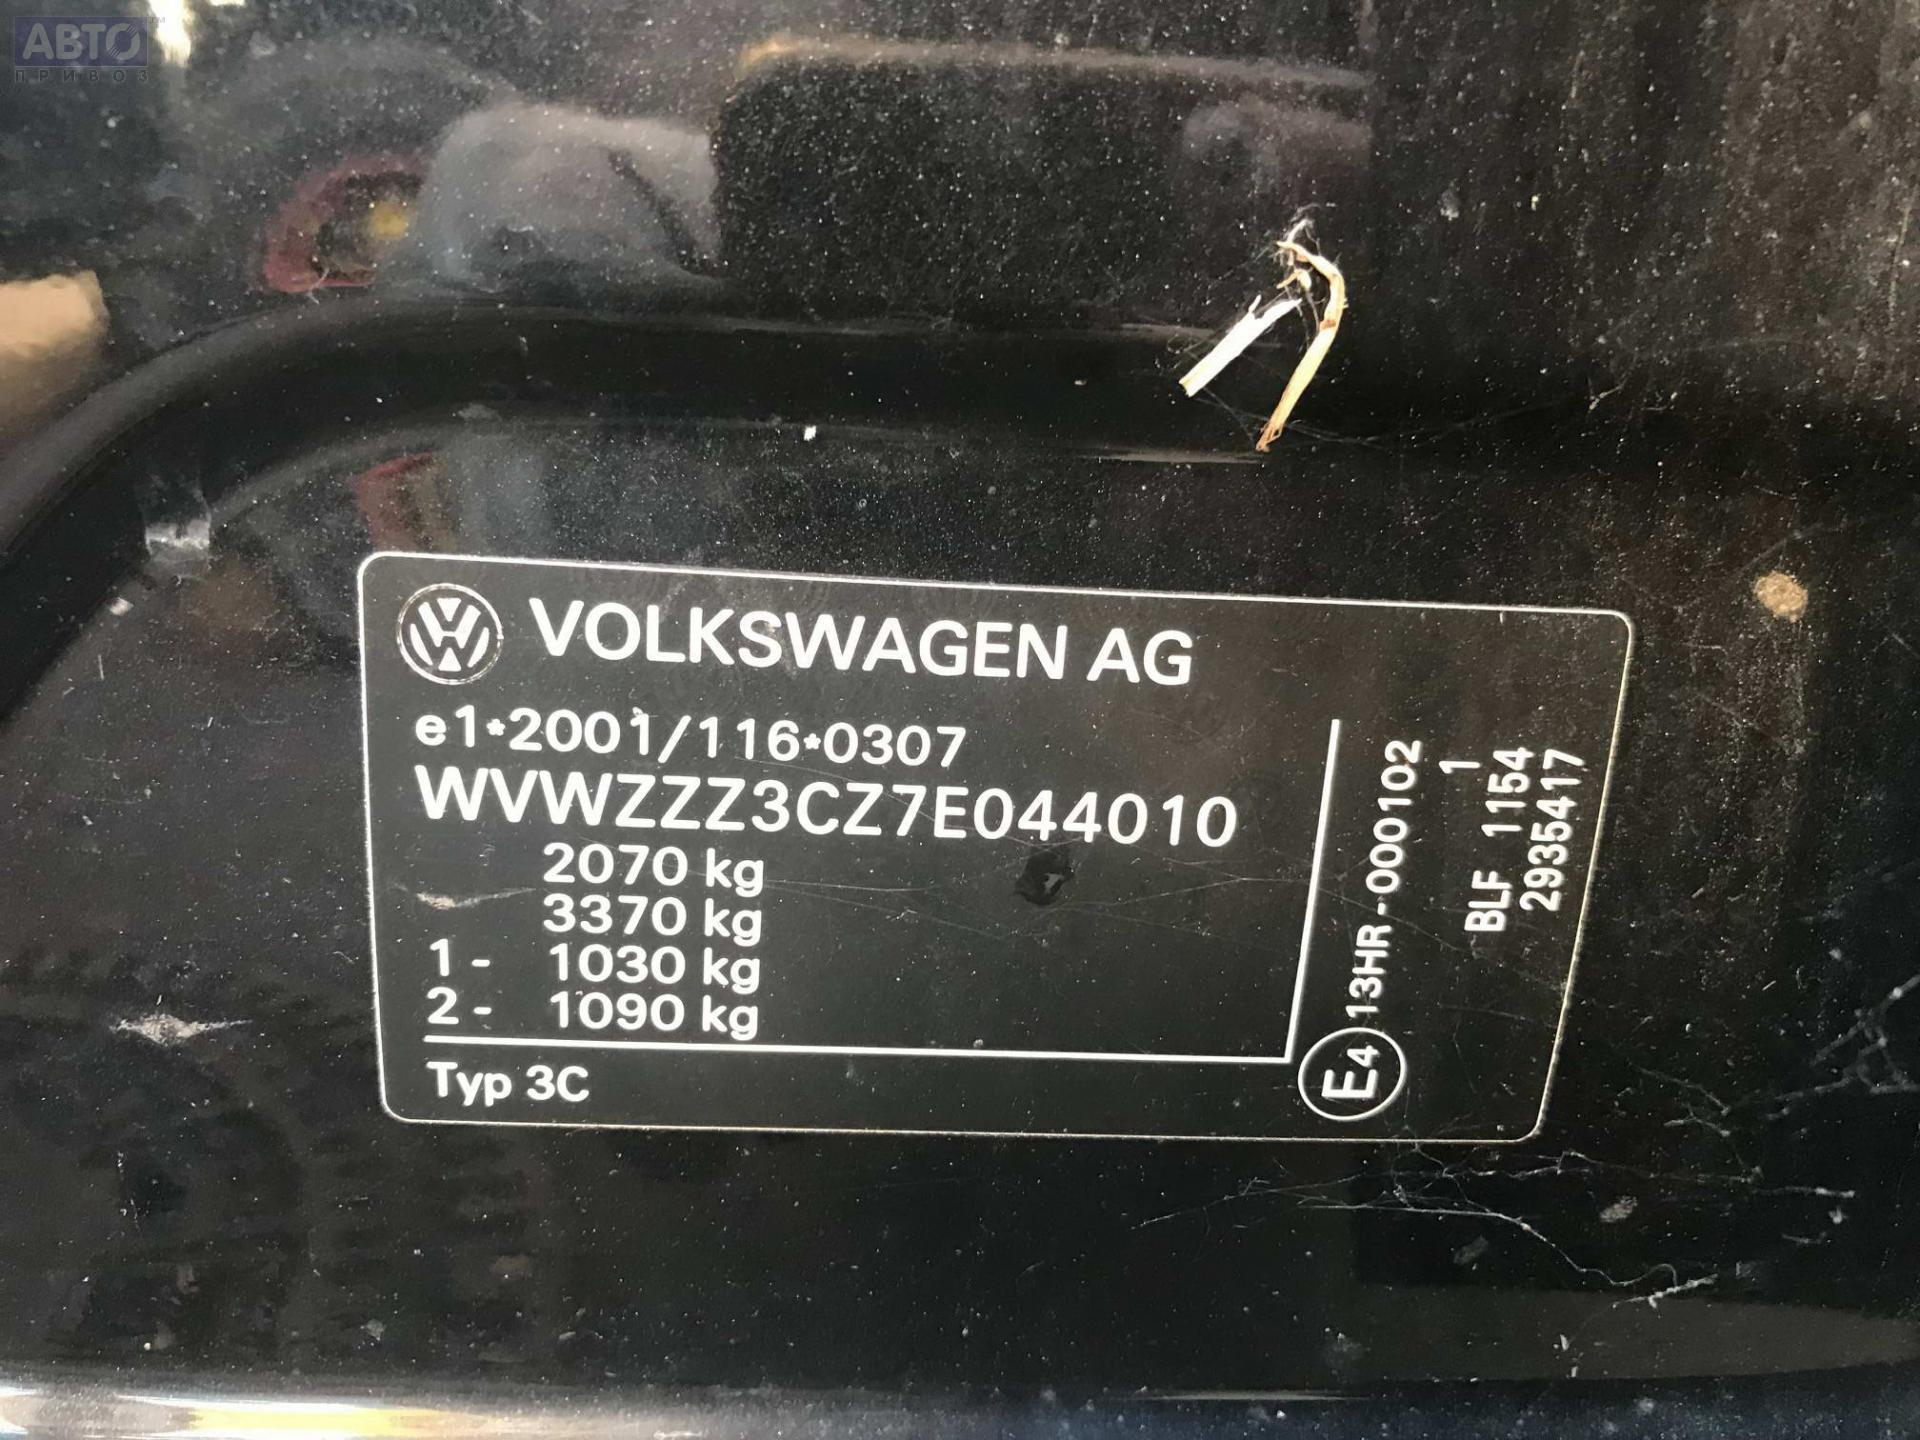 АВТО™
ПРИВОЗ
VOLKSWAGEN AG
e1*2001/116*0307
WVWZZZ3CZ7E044010
2070 kg
3370 kg
1- 1030 kg
2- 1090 kg
Typ 3C
E4 13HR-000102
1
BLF 1154
2935417